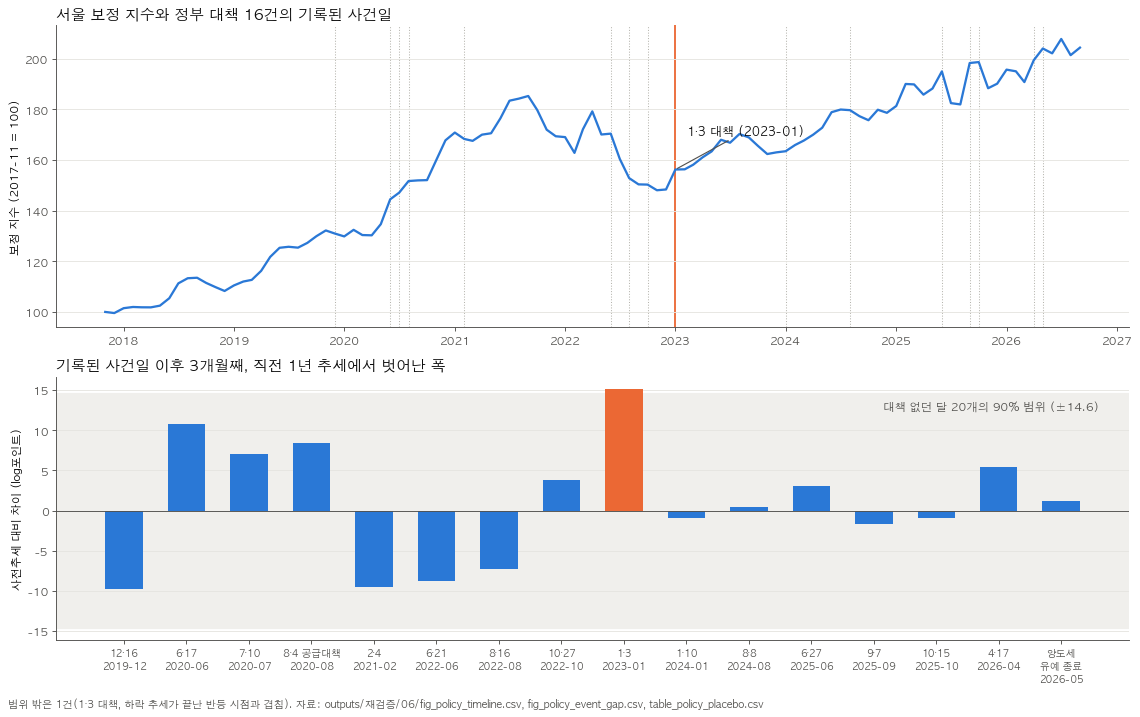 서울 보정 지수와 정부 대책 16건의 기록된 사건일
보정 지수 (2017-11 = 100)
200
180
160
140
120
100
1·3 대책 (2023-01)
2018 2019 2020 2021 2022 2023 2024 2025 2026 2027
기록된 사건일 이후 3개월째, 직전 1년 추세에서 벗어난 폭
사전추세 대비 차이 (log포인트)
15
10
5
0
-5
-10
-15
대책 없던 달 20개의 90% 범위 (±14.6)
12·16 6·17 7·10 8·4 공급대책 2·4 6·21 8·16 10·27 1·3 1·10 8·8 6·27 9·7 10·15 4·17 양도세
2019-12 2020-06 2020-07 2020-08 2021-02 2022-06 2022-08 2022-10 2023-01 2024-01 2024-08 2025-06 2025-09 2025-10 2026-04 유예 종료
2026-05
범위 밖은 1건(1·3 대책, 하락 추세가 끝난 반등 시점과 겹침). 자료: outputs/재검증/06/fig_policy_timeline.csv, fig_policy_event_gap.csv, table_policy_placebo.csv